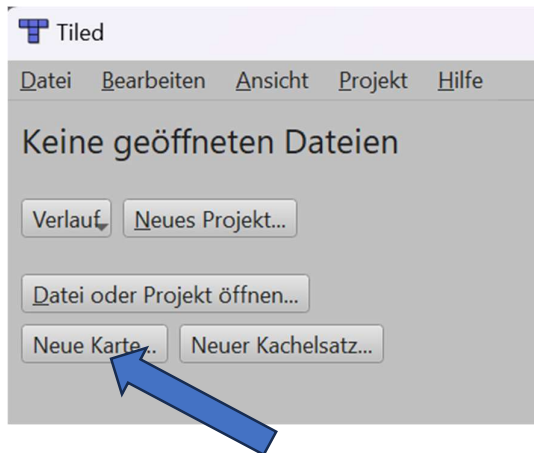 Tiled
Datei Bearbeiten Ansicht Projekt Hilfe
Keine geöffneten Dateien
Verlauf Neues Projekt...
Datei oder Projekt öffnen...
Neue Karte... Neuer Kachelsatz...